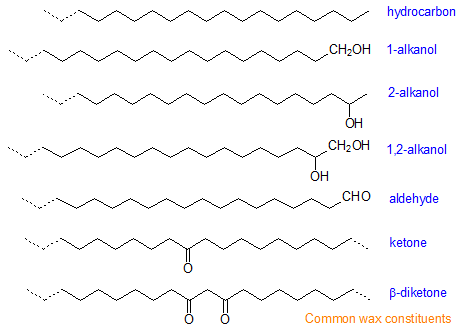 hydrocarbon
CH₂OH 1-alkanol
2-alkanol
OH
CH₂OH 1,2-alkanol
OH
CHO aldehyde
ketone
O
β-diketone
O O
Common wax constituents